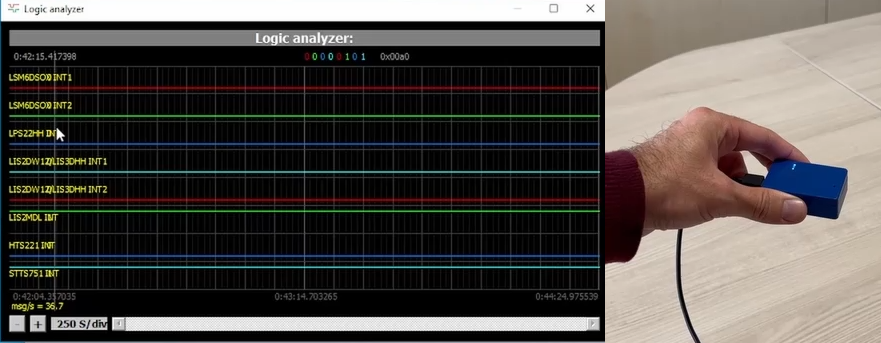 Logic analyzer
Logic analyzer:
0:42:15.417398 0 0 0 0 0 1 0 1 0x00a0
LSM6DSOX INT1
LSM6DSOX INT2
LPS22HH INT
LIS2DW12/LIS3DHH INT1
LIS2DW12/LIS3DHH INT2
LIS2MDL INT
HTS221 INT
STTS751 INT
0:42:04.357035 0:43:14.703265 0:44:24.975539
msg/s = 36.7
- + 250 S/div